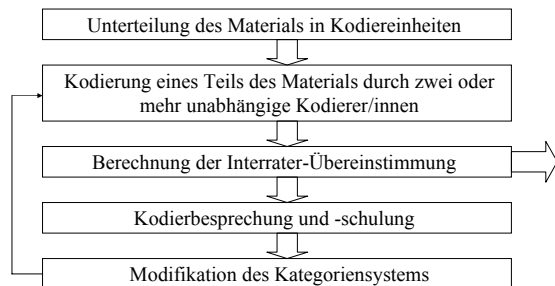 Unterteilung des Materials in Kodiereinheiten
Kodierung eines Teils des Materials durch zwei oder
mehr unabhängige Kodierer/innen
Berechnung der Interrater-Übereinstimmung
Kodierbesprechung und -schulung
Modifikation des Kategoriensystems